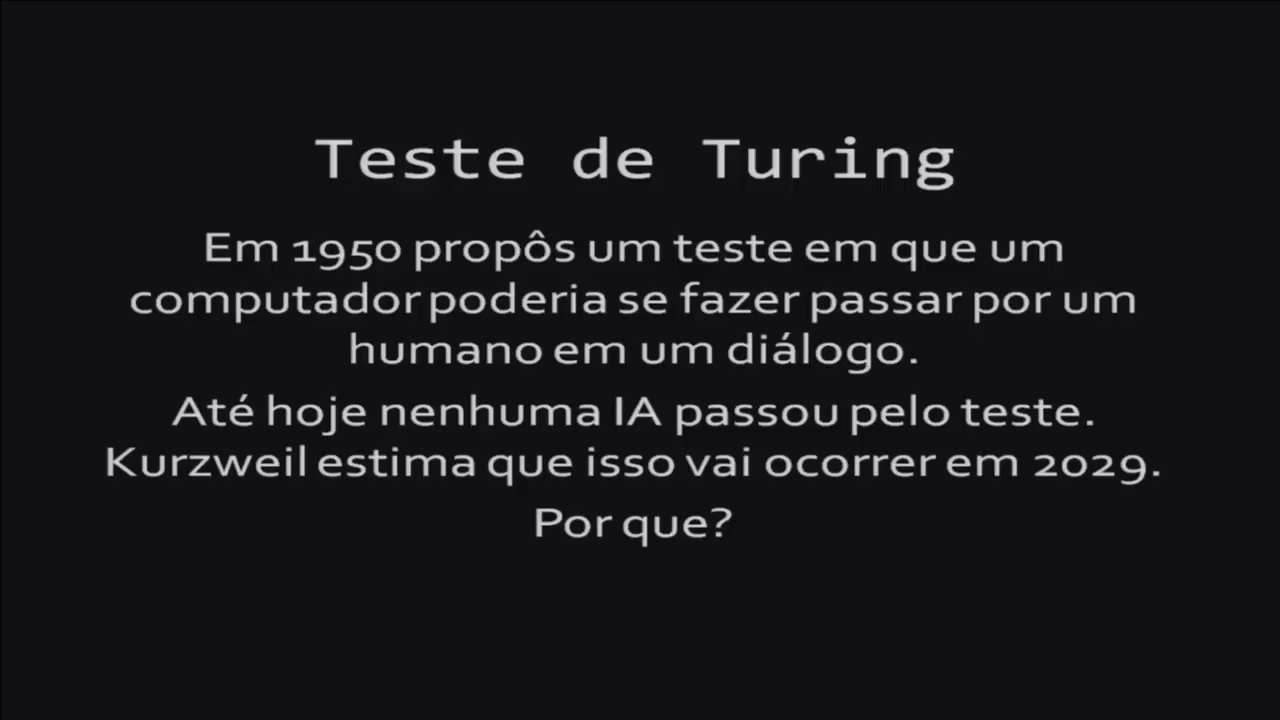 Teste de Turing
Em 1950 propôs um teste em que um
computador poderia se fazer passar por um
humano em um diálogo.
Até hoje nenhuma IA passou pelo teste.
Kurzweil estima que isso vai ocorrer em 2029.
Por que?